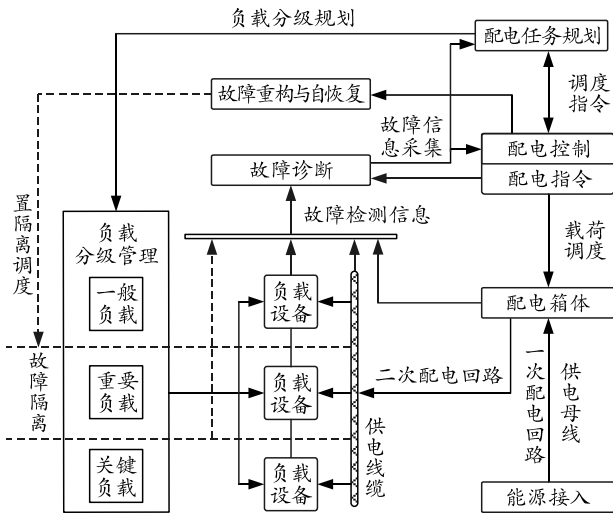 负载分级规划
配电任务规划
故障重构与自恢复
调度
指令
故障信
息采集
配电控制
配电指令
故障诊断
置隔离调度
故障检测信息
负载
分级管理
载荷
调度
一般
负载
负载
设备
配电箱体
故障隔离
重要
负载
负载
设备
二次配电回路
一次配电回路
供电母线
供电线缆
关键
负载
负载
设备
能源接入